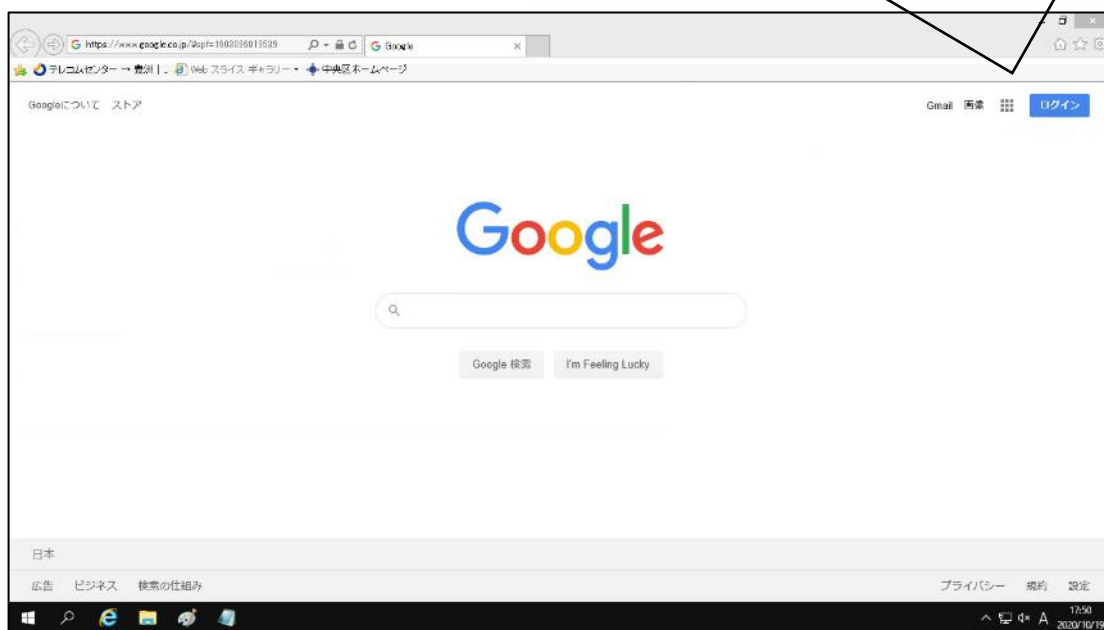 https://www.google.co.jp/
Google
テレコムセンター → 豊洲 | .
Web スライス ギャラリー
中央区ホームページ
Googleについて ストア
Gmail 画像 ログイン
Google
Google 検索 I'm Feeling Lucky
日本
広告 ビジネス 検索の仕組み
プライバシー 規約 設定
A 17:50
2020/10/19